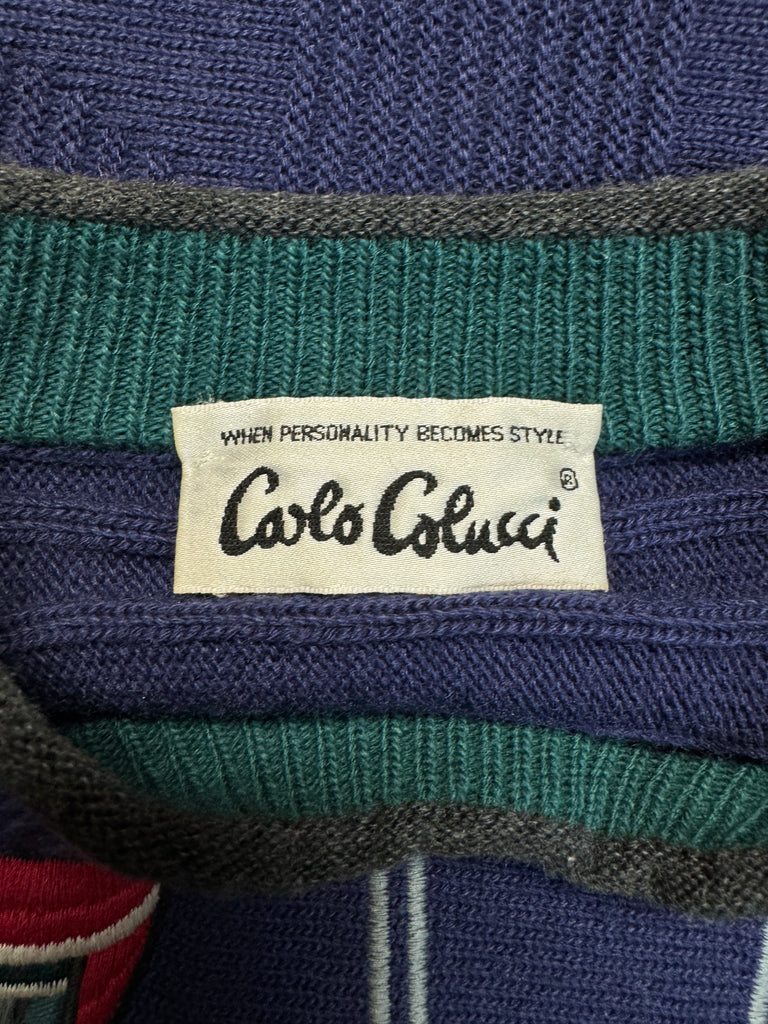 WHEN PERSONALITY BECOMES STYLE
Carlo Colucci ®